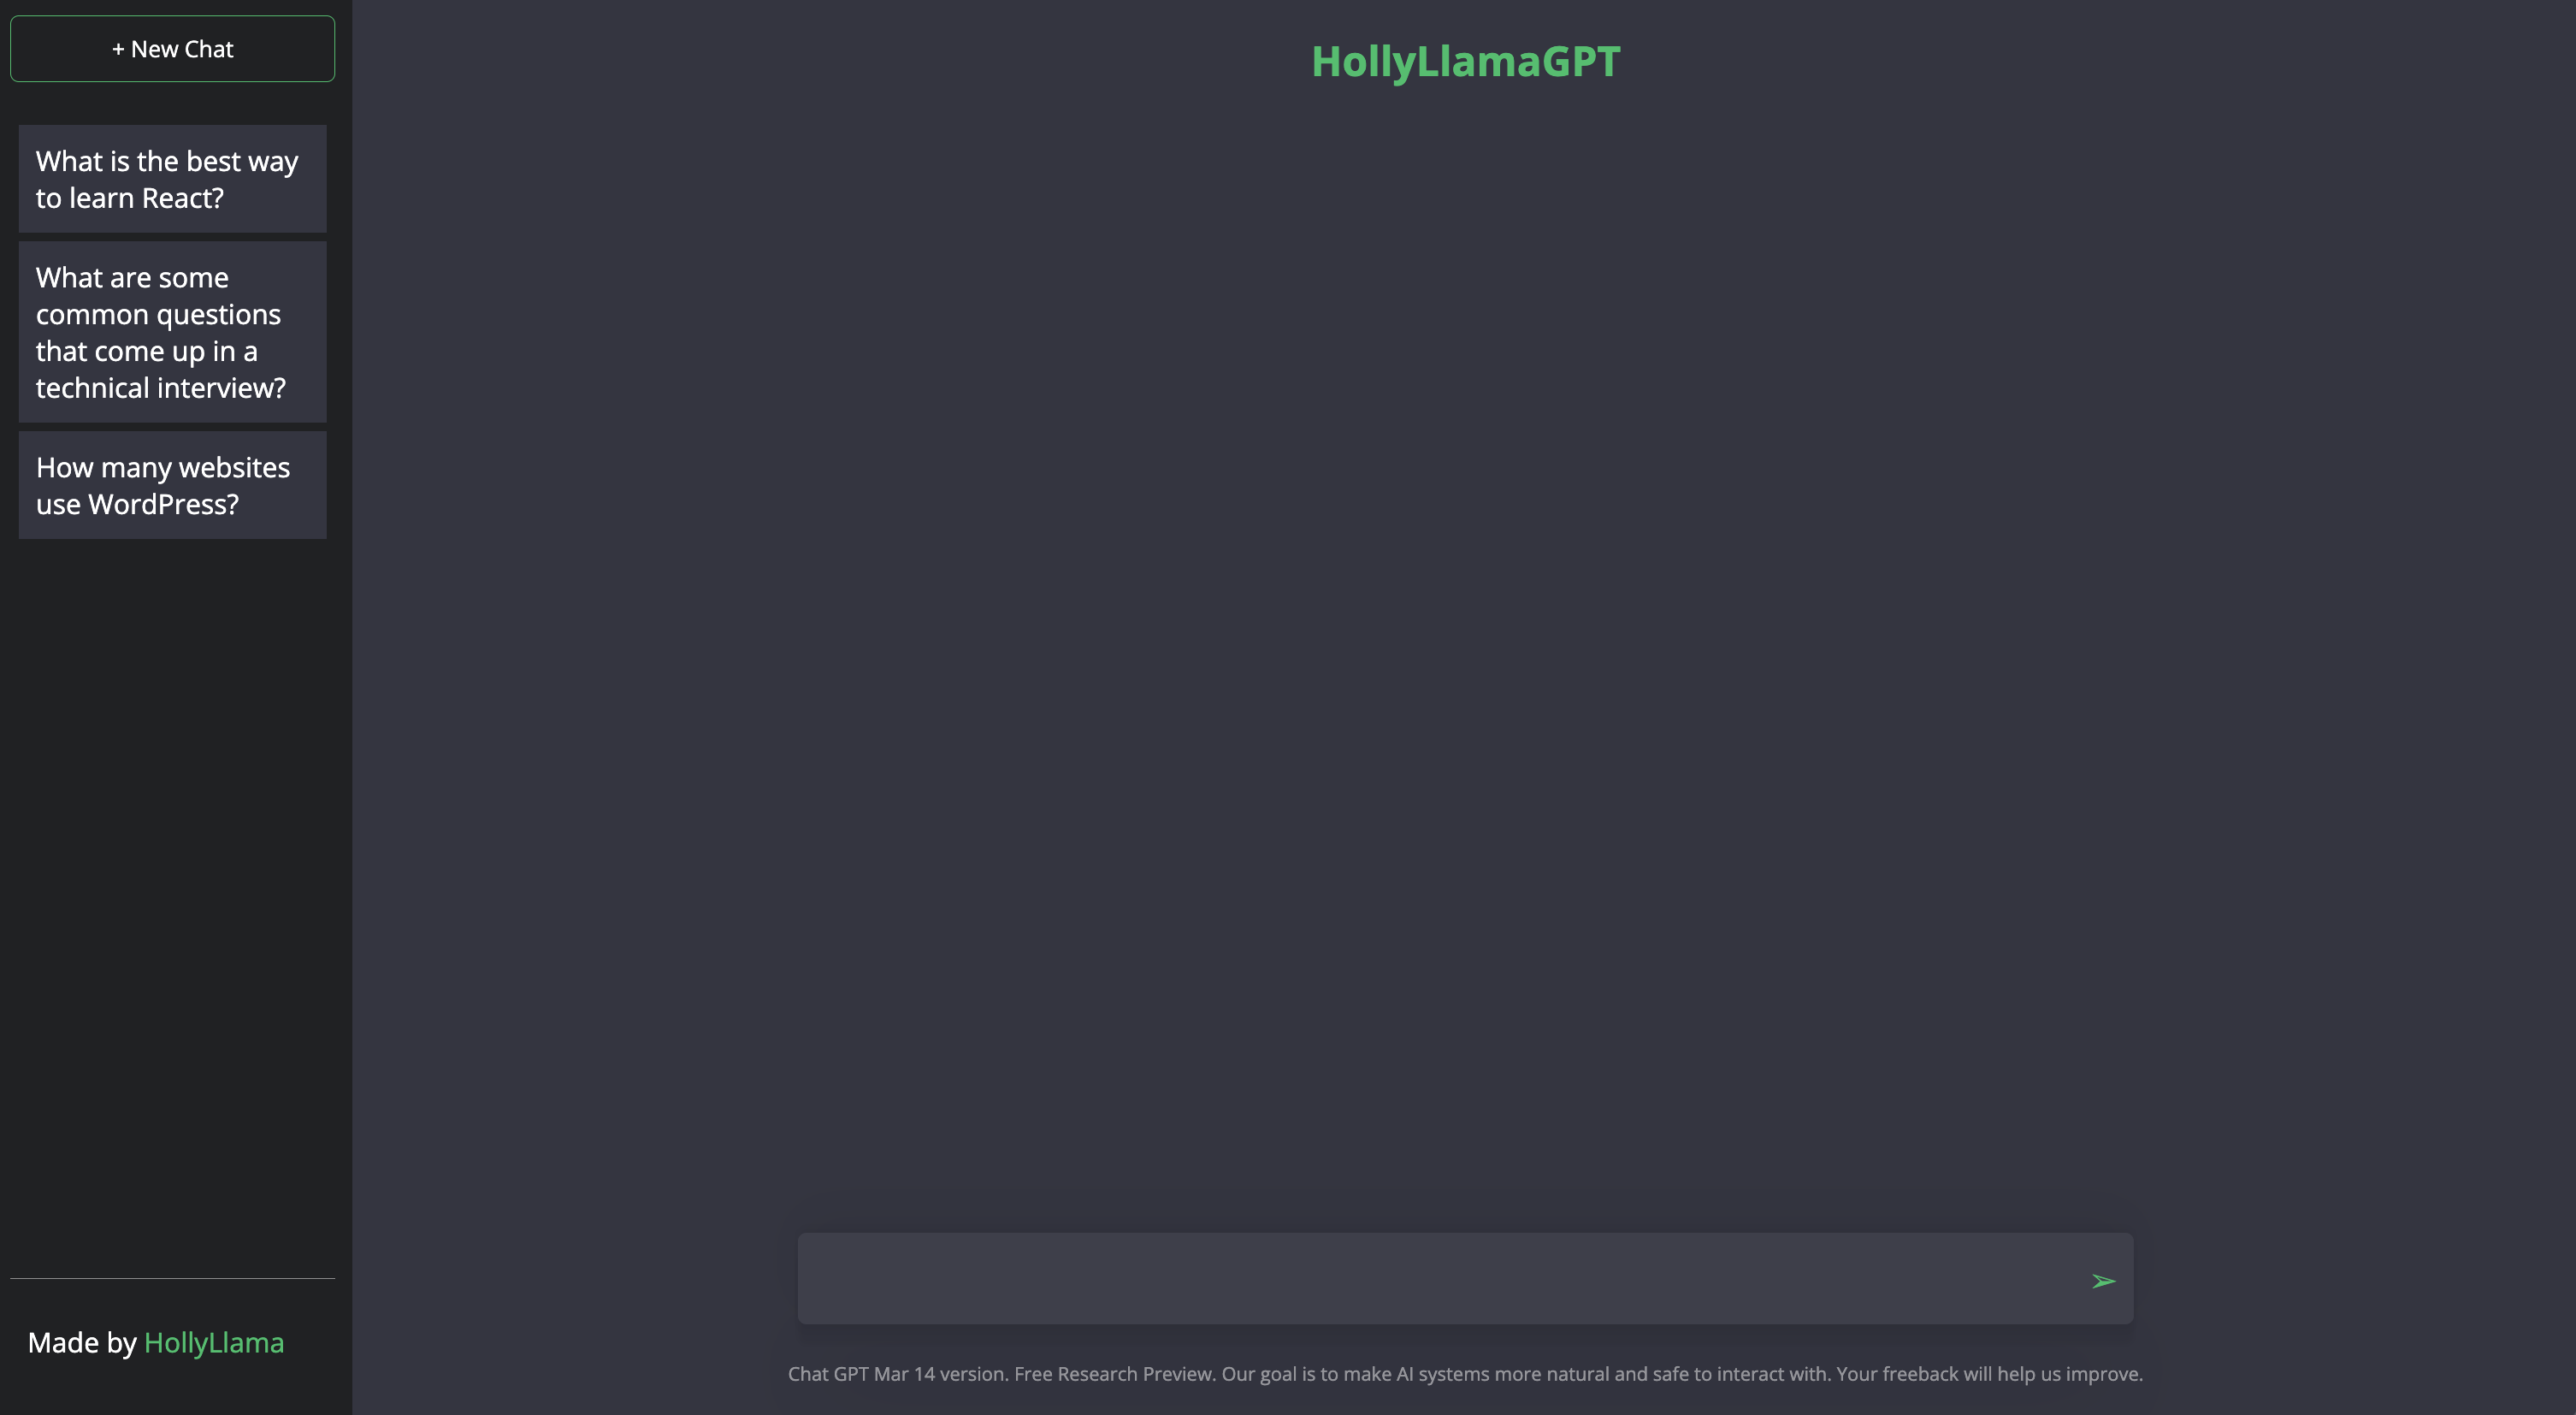 + New Chat
What is the best way
to learn React?
What are some
common questions
that come up in a
technical interview?
How many websites
use WordPress?
Made by HollyLlama
HollyLlamaGPT
Chat GPT Mar 14 version. Free Research Preview. Our goal is to make AI systems more natural and safe to interact with. Your freeback will help us improve.